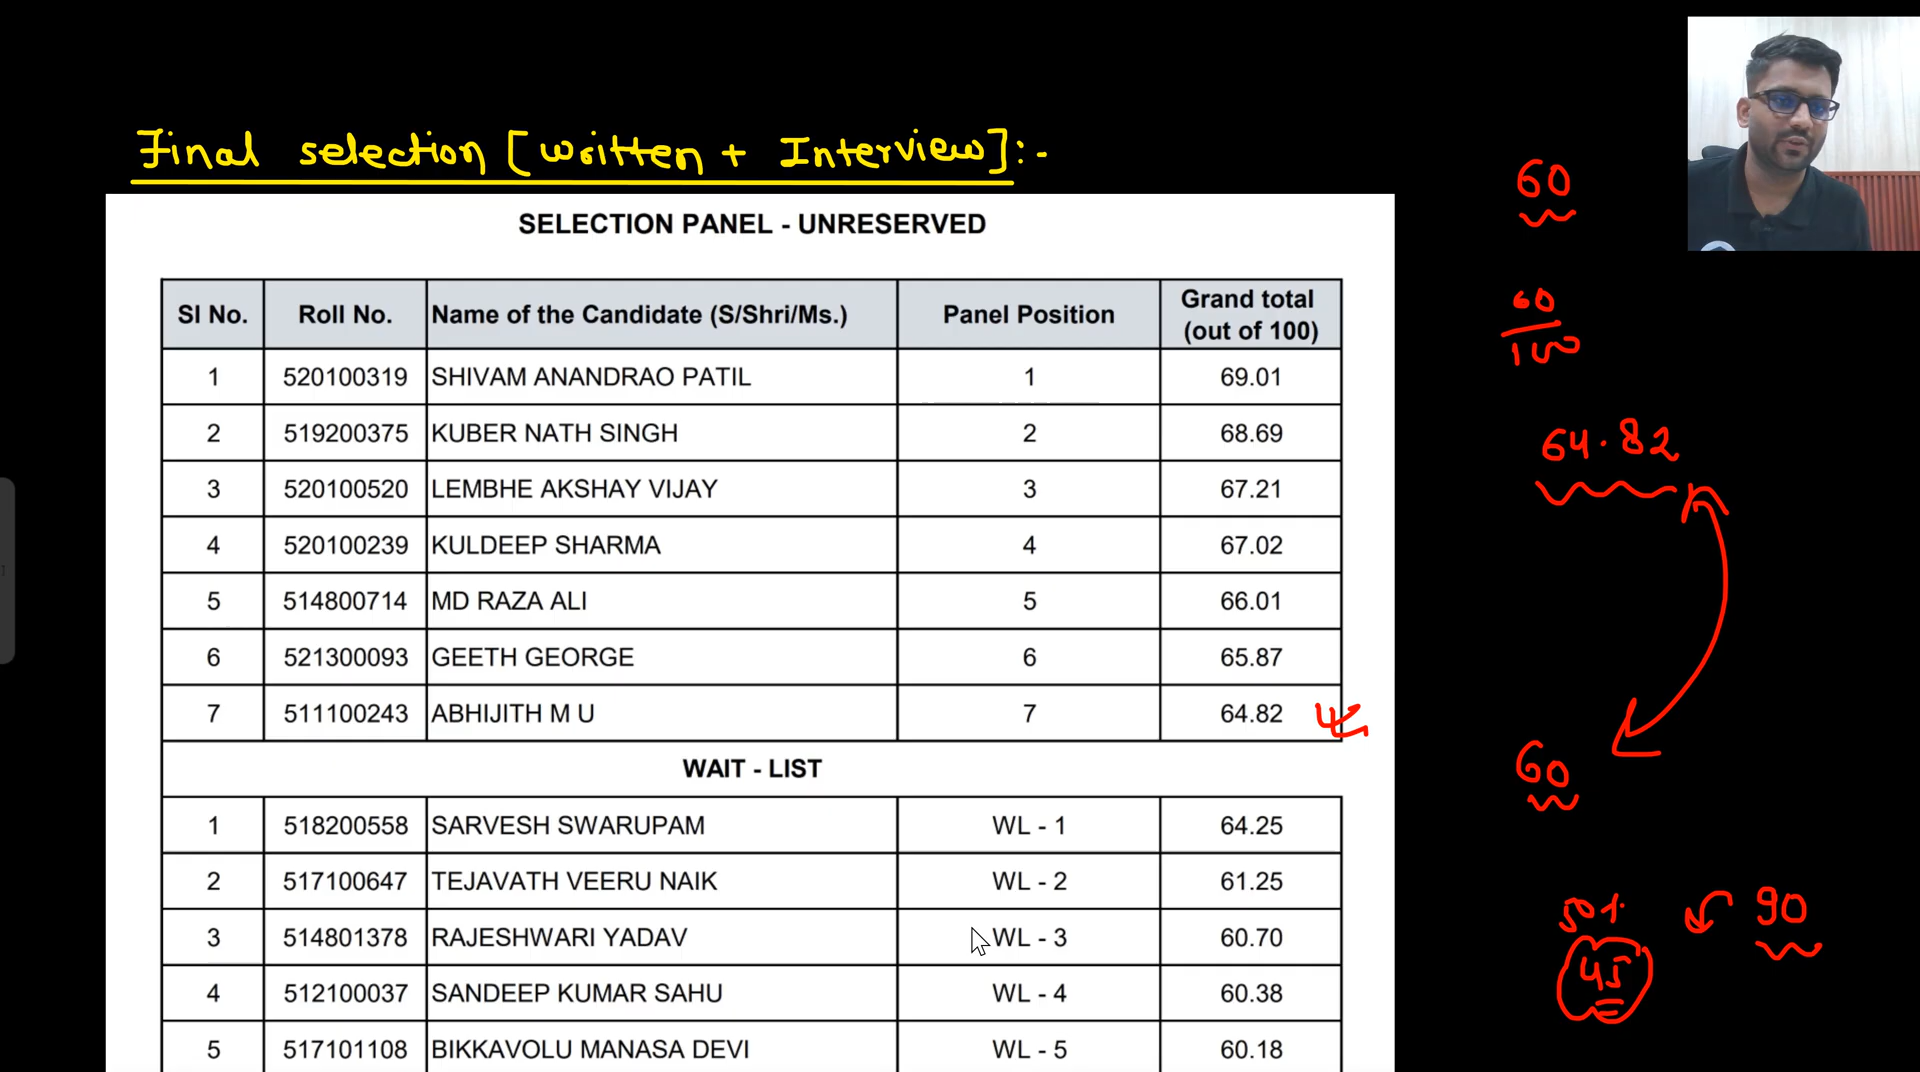 Final selection [Written + Interview]:-
SELECTION PANEL - UNRESERVED
Sl No. Roll No. Name of the Candidate (S/Shri/Ms.) Panel Position Grand total (out of 100)
1 520100319 SHIVAM ANANDRAO PATIL 1 69.01
2 519200375 KUBER NATH SINGH 2 68.69
3 520100520 LEMBHE AKSHAY VIJAY 3 67.21
4 520100239 KULDEEP SHARMA 4 67.02
5 514800714 MD RAZA ALI 5 66.01
6 521300093 GEETH GEORGE 6 65.87
7 511100243 ABHIJITH M U 7 64.82
WAIT - LIST
1 518200558 SARVESH SWARUPAM WL - 1 64.25
2 517100647 TEJAVATH VEERU NAIK WL - 2 61.25
3 514801378 RAJESHWARI YADAV WL - 3 60.70
4 512100037 SANDEEP KUMAR SAHU WL - 4 60.38
5 517101108 BIKKAVOLU MANASA DEVI WL - 5 60.18
60
60
100
64.82
60
50% 90
45